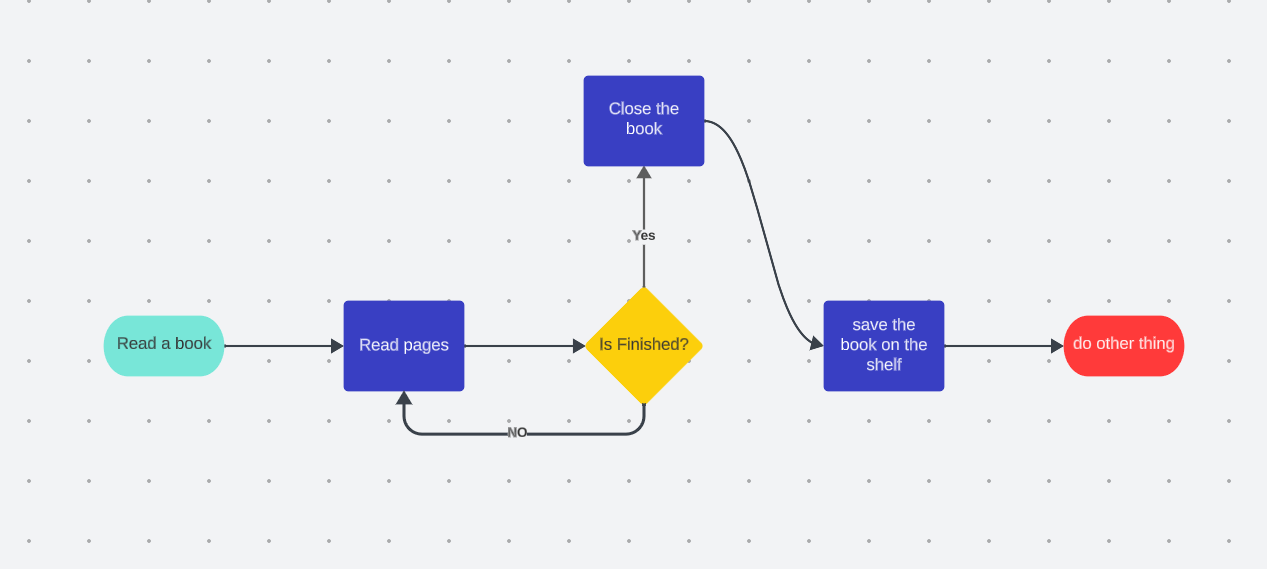 Close the
book
Yes
Read a book
Read pages
Is Finished?
save the
book on the
shelf
do other thing
NO